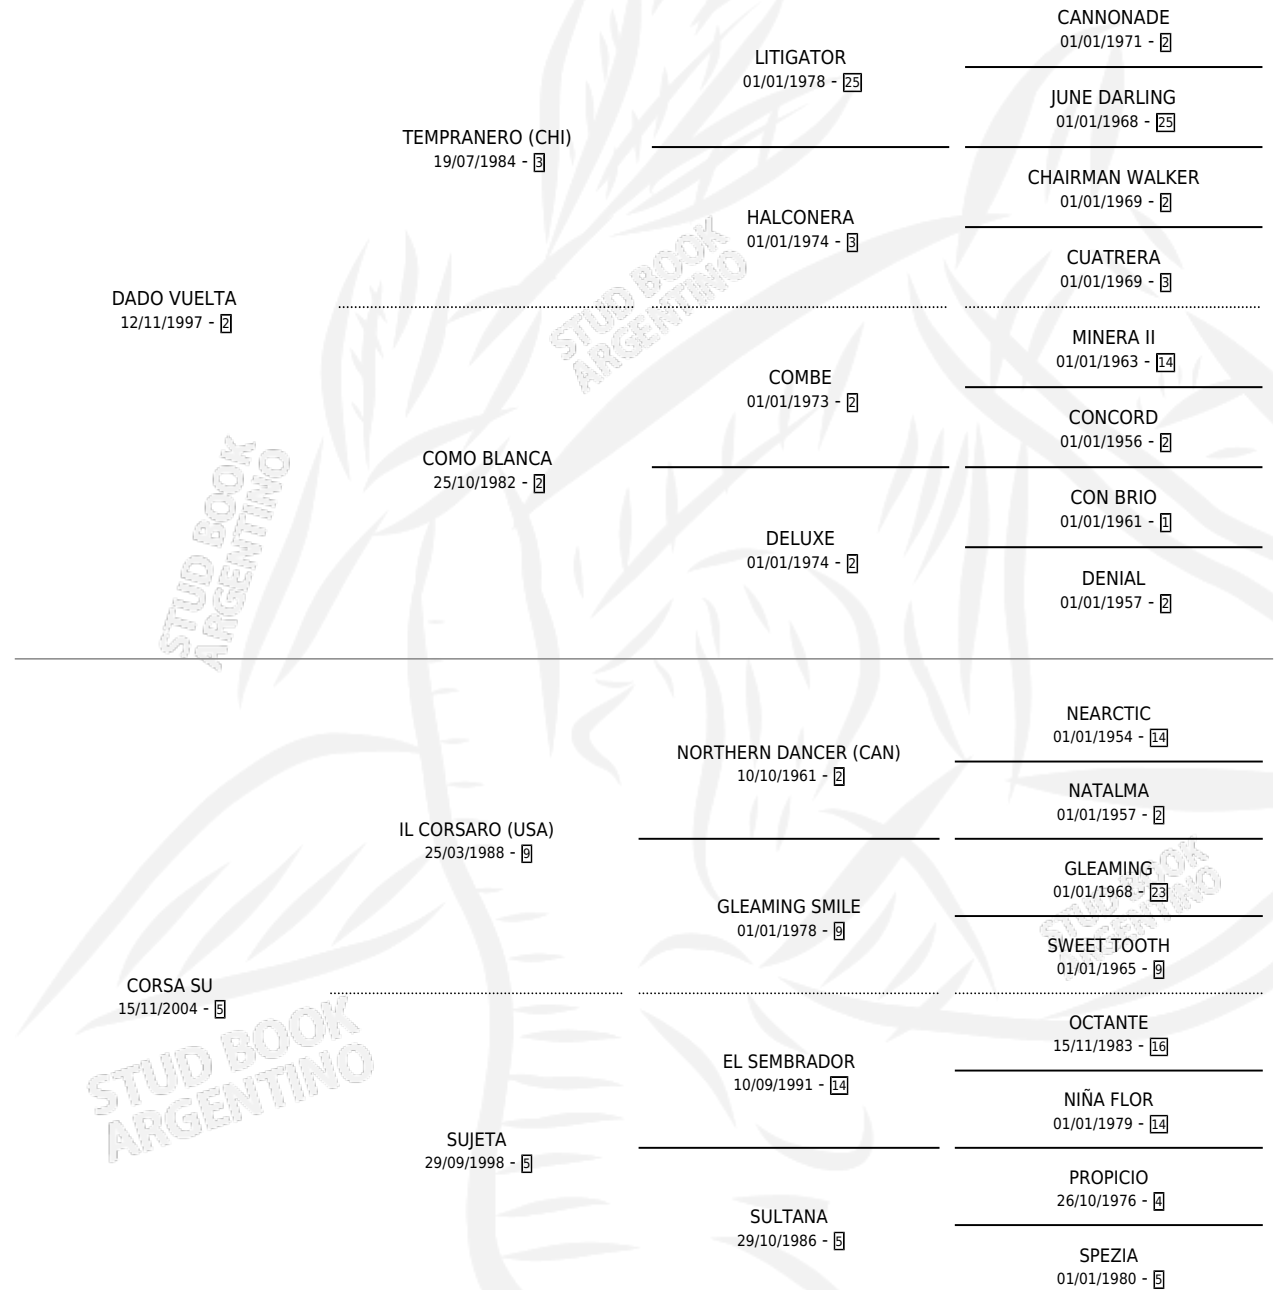 CANNONADE
01/01/1971 - 2
LITIGATOR
01/01/1978 - 25
JUNE DARLING
01/01/1968 - 25
TEMPRANERO (CHI)
19/07/1984 - 3
CHAIRMAN WALKER
01/01/1969 - 2
HALCONERA
01/01/1974 - 3
CUATRERA
01/01/1969 - 3
DADO VUELTA
12/11/1997 - 2
MINERA II
01/01/1963 - 14
COMBE
01/01/1973 - 2
CONCORD
01/01/1956 - 2
COMO BLANCA
25/10/1982 - 2
CON BRIO
01/01/1961 - 1
DELUXE
01/01/1974 - 2
DENIAL
01/01/1957 - 2
STUD BOOK
ARGENTINO
STUD BOOK
ARGENTINO
NEARCTIC
01/01/1954 - 14
NORTHERN DANCER (CAN)
10/10/1961 - 2
NATALMA
01/01/1957 - 2
IL CORSARO (USA)
25/03/1988 - 9
GLEAMING
01/01/1968 - 23
GLEAMING SMILE
01/01/1978 - 9
SWEET TOOTH
01/01/1965 - 9
CORSA SU
15/11/2004 - 5
OCTANTE
15/11/1983 - 16
EL SEMBRADOR
10/09/1991 - 14
NIÑA FLOR
01/01/1979 - 14
SUJETA
29/09/1998 - 5
PROPICIO
26/10/1976 - 4
SULTANA
29/10/1986 - 5
SPEZIA
01/01/1980 - 5
STUD BOOK
ARGENTINO
STUD BOOK
ARGENTINO